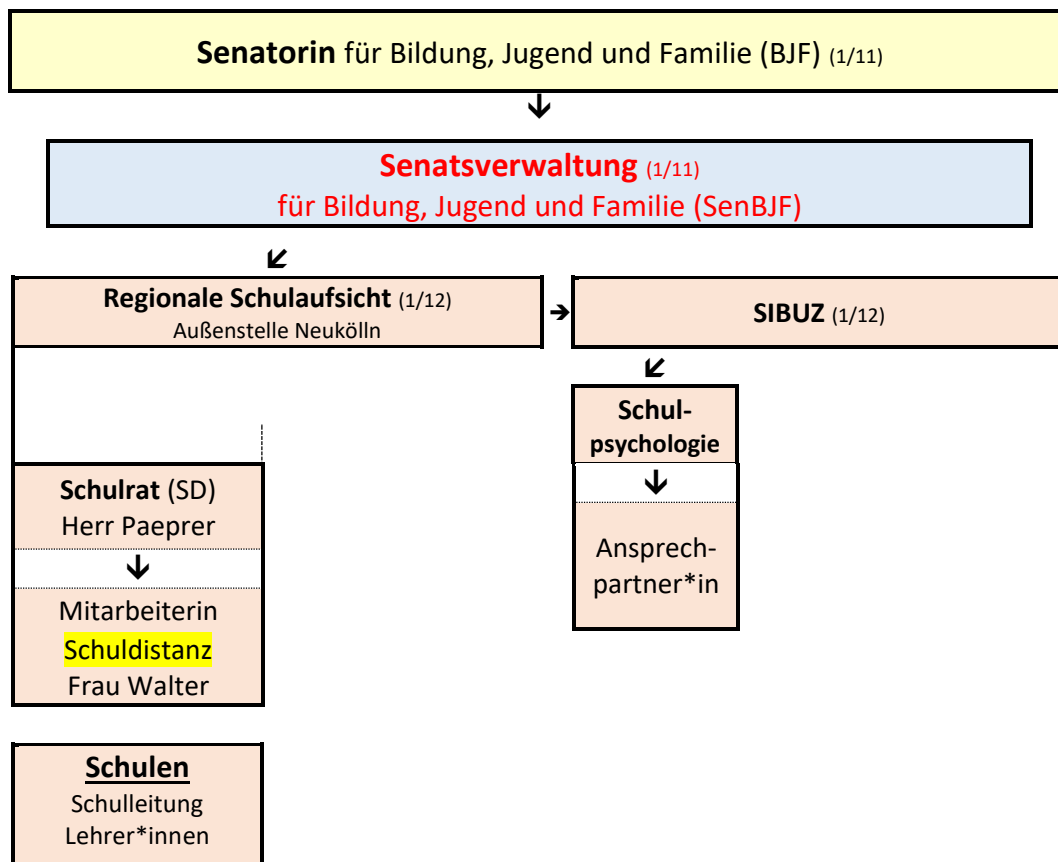 Senatorin für Bildung, Jugend und Familie (BJF) (1/11)
Senatsverwaltung (1/11)
für Bildung, Jugend und Familie (SenBJF)
Regionale Schulaufsicht (1/12)
Außenstelle Neukölln
SIBUZ (1/12)
Schul-
psychologie
Schulrat (SD)
Herr Paeprer
Ansprech-
partner*in
Mitarbeiterin
Schuldistanz
Frau Walter
Schulen
Schulleitung
Lehrer*innen